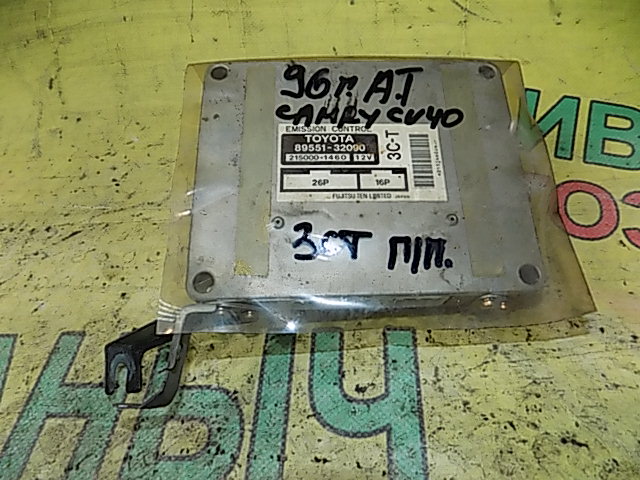 96г A.T
CAMRY CV40
EMISSION CONTROL
TOYOTA
89551-32090
215000-1460 12V
3C-T
26P 16P
FUJITSU TEN LIMITED JAPAN
3CT П/П.
ИВ
ОЗ
НЫЧ